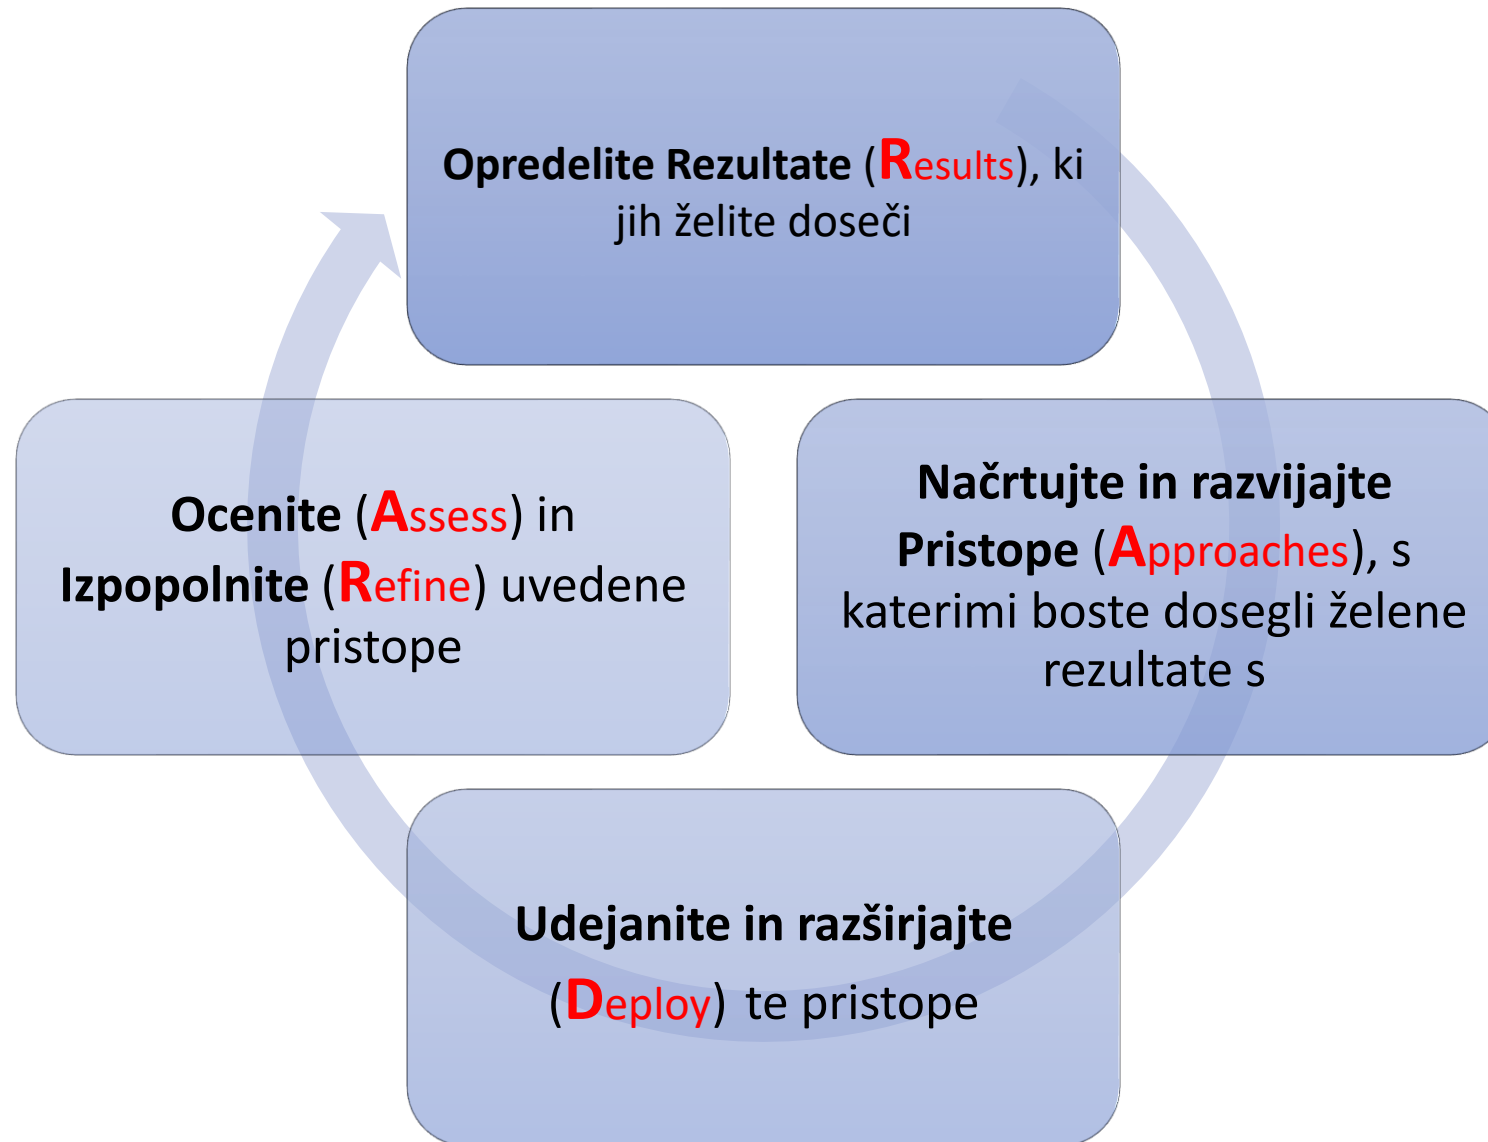 Opredelite Rezultate (Results), ki
jih želite doseči
Načrtujte in razvijajte
Pristope (Approaches), s
katerimi boste dosegli želene
rezultate s
Udejanite in razširjajte
(Deploy) te pristope
Ocenite (Assess) in
Izpopolnite (Refine) uvedene
pristope